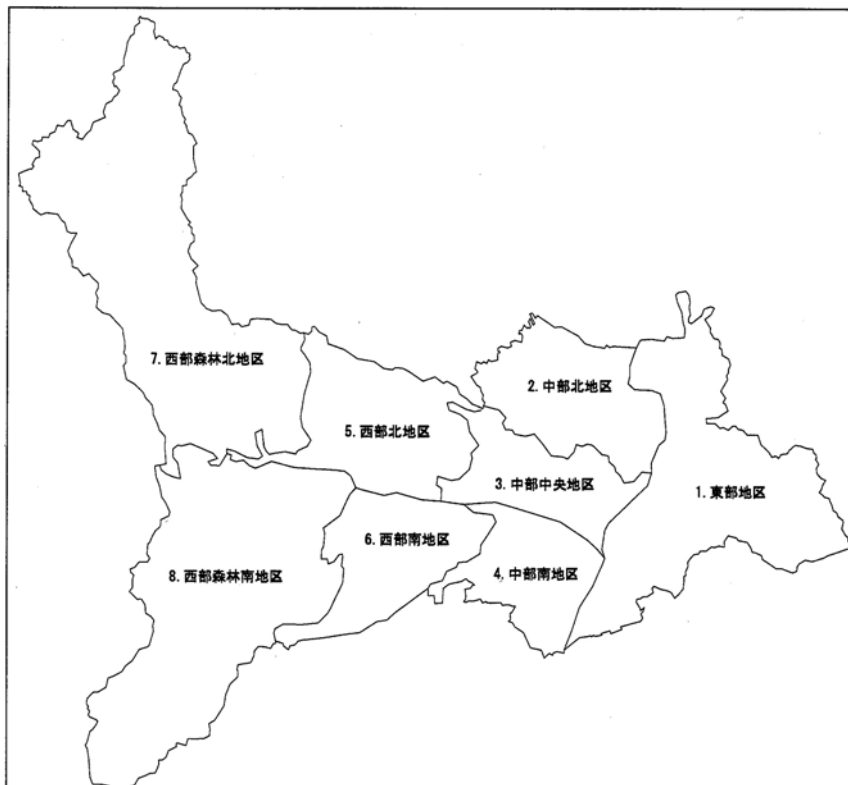 7. 西部森林北地区
2. 中部北地区
5. 西部北地区
3. 中部中央地区
1. 東部地区
6. 西部南地区
4. 中部南地区
8. 西部森林南地区